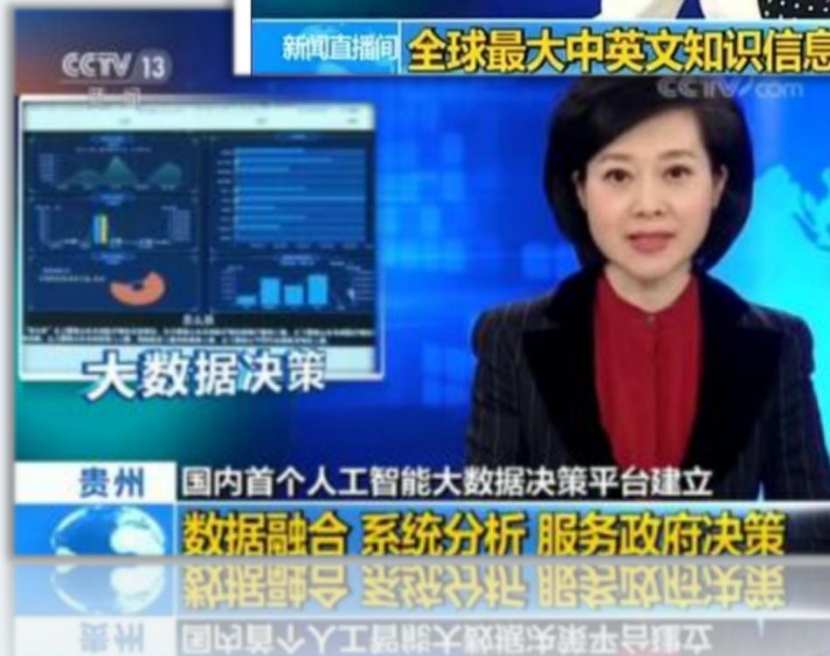 新闻直播间 全球最大中英文知识信息
CCTV 13
CCTV.com
大数据决策
贵州 国内首个人工智能大数据决策平台建立
数据融合 系统分析 服务政府决策